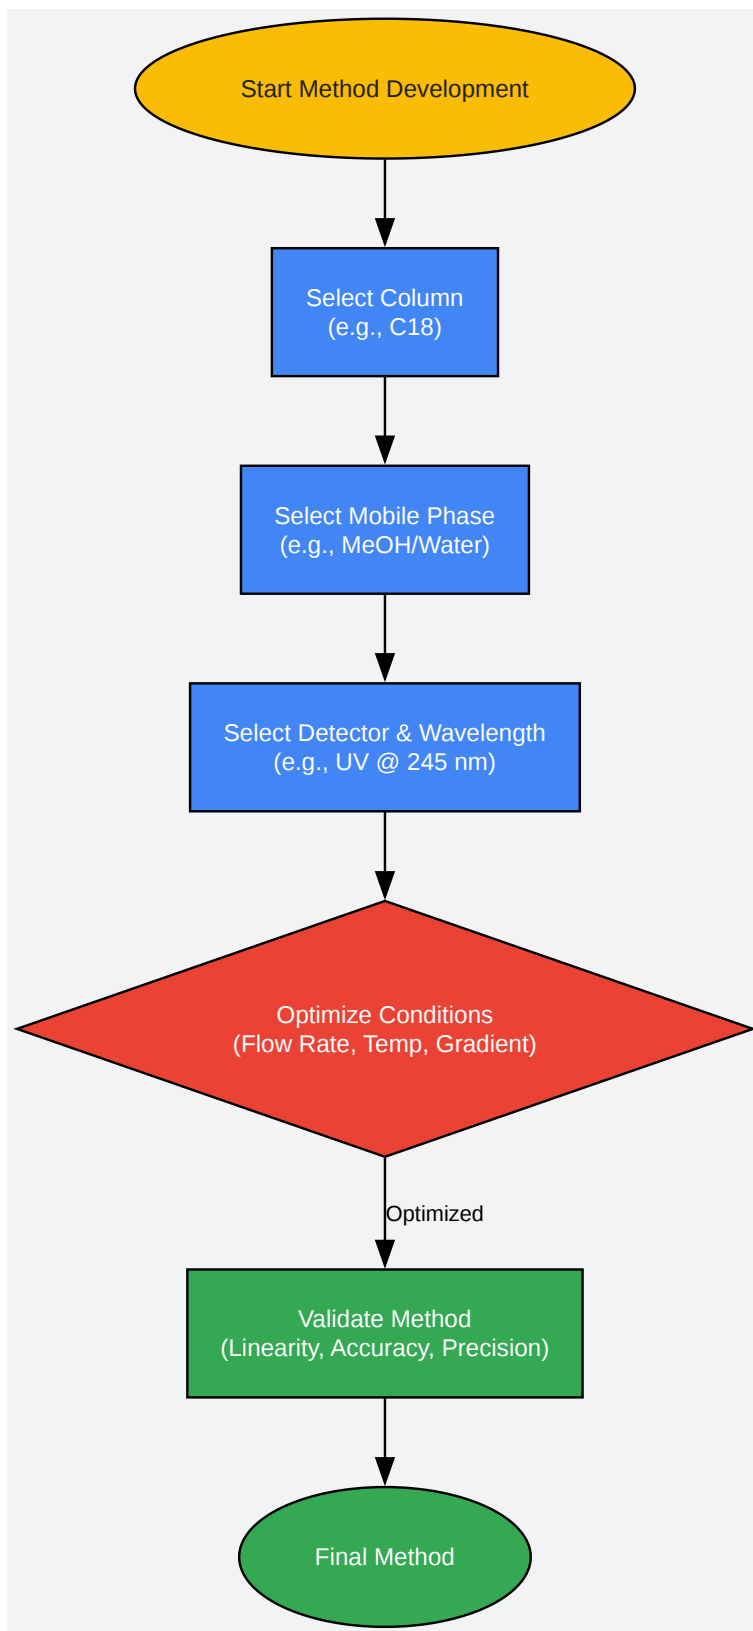 Start Method Development
Select Column
(e.g., C18)
Select Mobile Phase
(e.g., MeOH/Water)
Select Detector & Wavelength
(e.g., UV @ 245 nm)
Optimize Conditions
(Flow Rate, Temp, Gradient)
Optimized
Validate Method
(Linearity, Accuracy, Precision)
Final Method